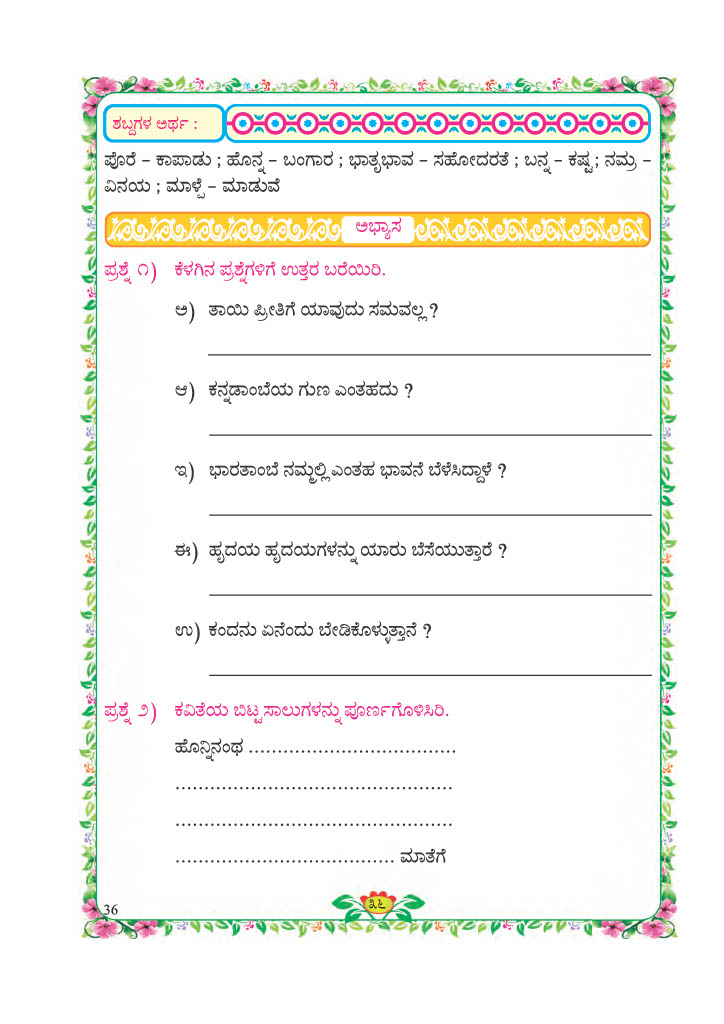 ಶಬ್ದಗಳ ಅರ್ಥ :
ಪೊರೆ – ಕಾಪಾಡು ; ಹೊನ್ನ – ಬಂಗಾರ ; ಭಾತೃಭಾವ – ಸಹೋದರತೆ ; ಬನ್ನ – ಕಷ್ಟ ; ನಮ್ರ –
ವಿನಯ ; ಮಾಳ್ಪೆ – ಮಾಡುವೆ
ಅಭ್ಯಾಸ
ಪ್ರಶ್ನೆ ೧) ಕೆಳಗಿನ ಪ್ರಶ್ನೆಗಳಿಗೆ ಉತ್ತರ ಬರೆಯಿರಿ.
ಅ) ತಾಯಿ ಪ್ರೀತಿಗೆ ಯಾವುದು ಸಮವಲ್ಲ ?
ಆ) ಕನ್ನಡಾಂಬೆಯ ಗುಣ ಎಂತಹದು ?
ಇ) ಭಾರತಾಂಬೆ ನಮ್ಮಲ್ಲಿ ಎಂತಹ ಭಾವನೆ ಬೆಳೆಸಿದ್ದಾಳೆ ?
ಈ) ಹೃದಯ ಹೃದಯಗಳನ್ನು ಯಾರು ಬೆಸೆಯುತ್ತಾರೆ ?
ಉ) ಕಂದನು ಏನೆಂದು ಬೇಡಿಕೊಳ್ಳುತ್ತಾನೆ ?
ಪ್ರಶ್ನೆ ೨) ಕವಿತೆಯ ಬಿಟ್ಟಸಾಲುಗಳನ್ನು ಪೂರ್ಣಗೊಳಿಸಿರಿ.
ಹೊನ್ನಿನಂಥ ....................................
................................................
................................................
...................................... ಮಾತೆಗೆ
36
೩೬